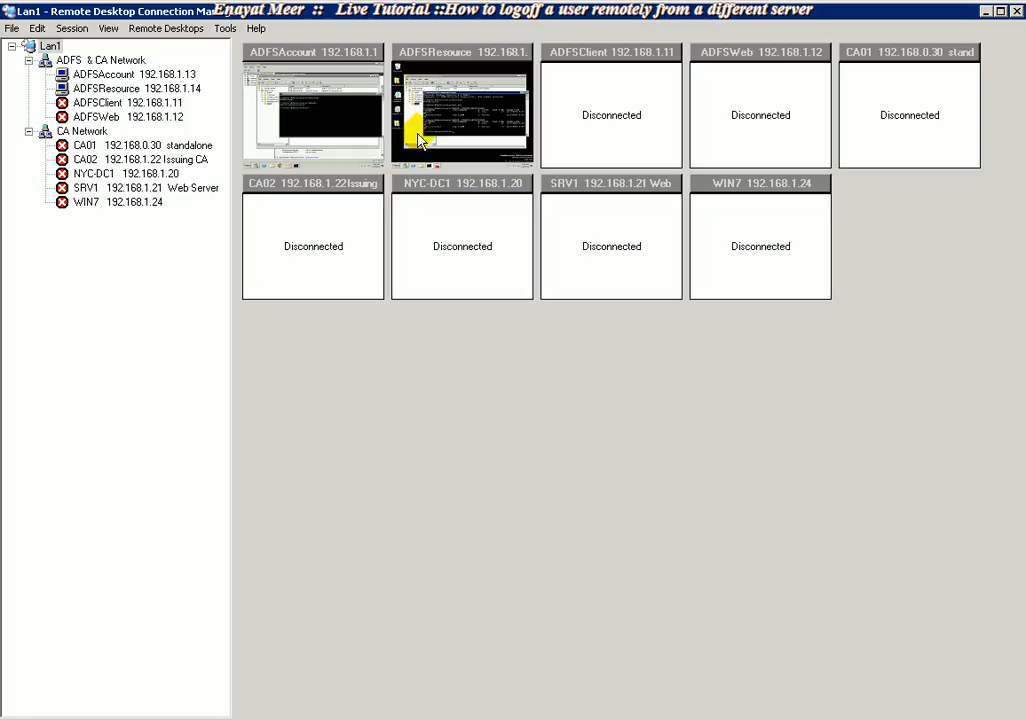 Lan1 - Remote Desktop Connection Ma
Enayat Meer :: Live Tutorial ::How to logoff a user remotely from a different server
File Edit Session View Remote Desktops Tools Help
Lan1
ADFS & CA Network
ADFSAccount 192.168.1.13
ADFSResource 192.168.1.14
ADFSClient 192.168.1.11
ADFSWeb 192.168.1.12
CA Network
CA01 192.168.0.30 standalone
CA02 192.168.1.22 Issuing CA
NYC-DC1 192.168.1.20
SRV1 192.168.1.21 Web Server
WIN7 192.168.1.24
ADFSAccount 192.168.1.1
ADFSResource 192.168.1.
ADFSClient 192.168.1.11
ADFSWeb 192.168.1.12
CA01 192.168.0.30 stand
Disconnected
Disconnected
Disconnected
CA02 192.168.1.22Issuing
NYC-DC1 192.168.1.20
SRV1 192.168.1.21 Web
WIN7 192.168.1.24
Disconnected
Disconnected
Disconnected
Disconnected